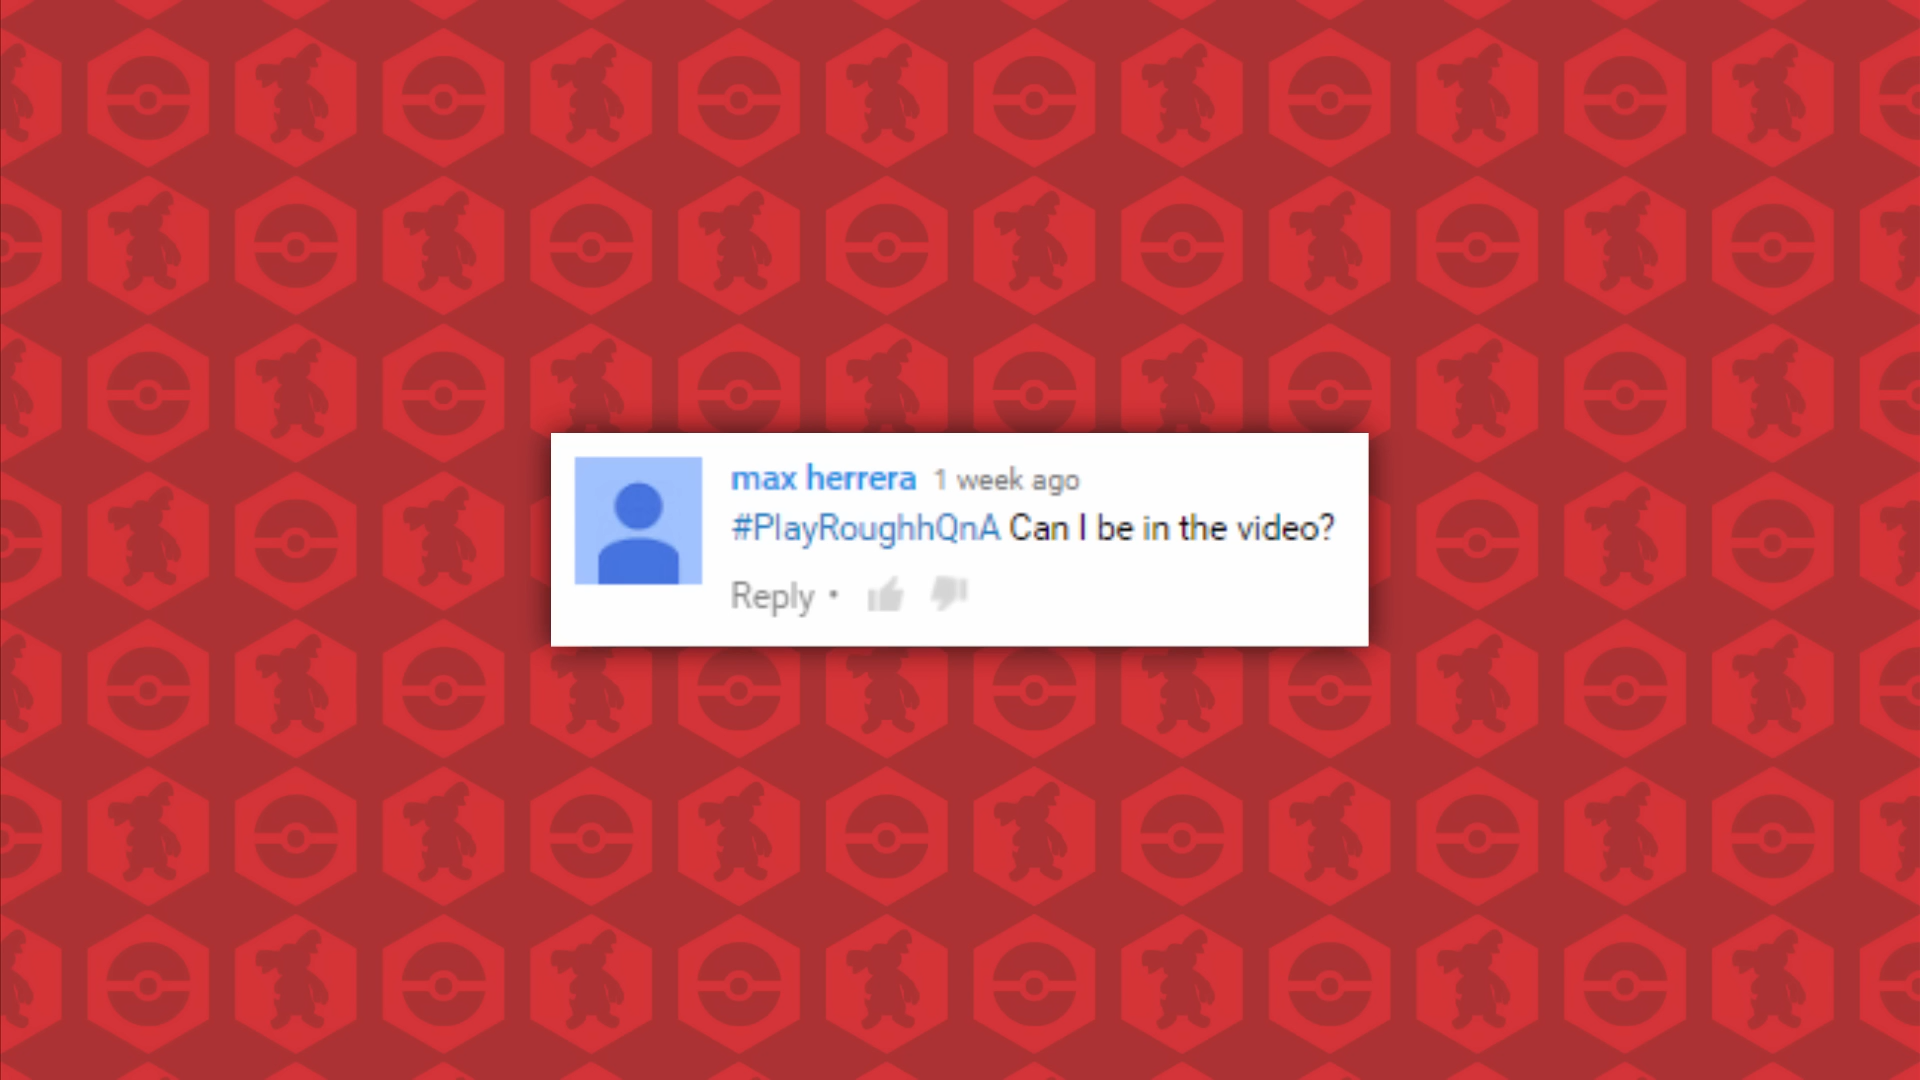 max herrera 1 week ago
#PlayRoughhQnA Can I be in the video?
Reply •